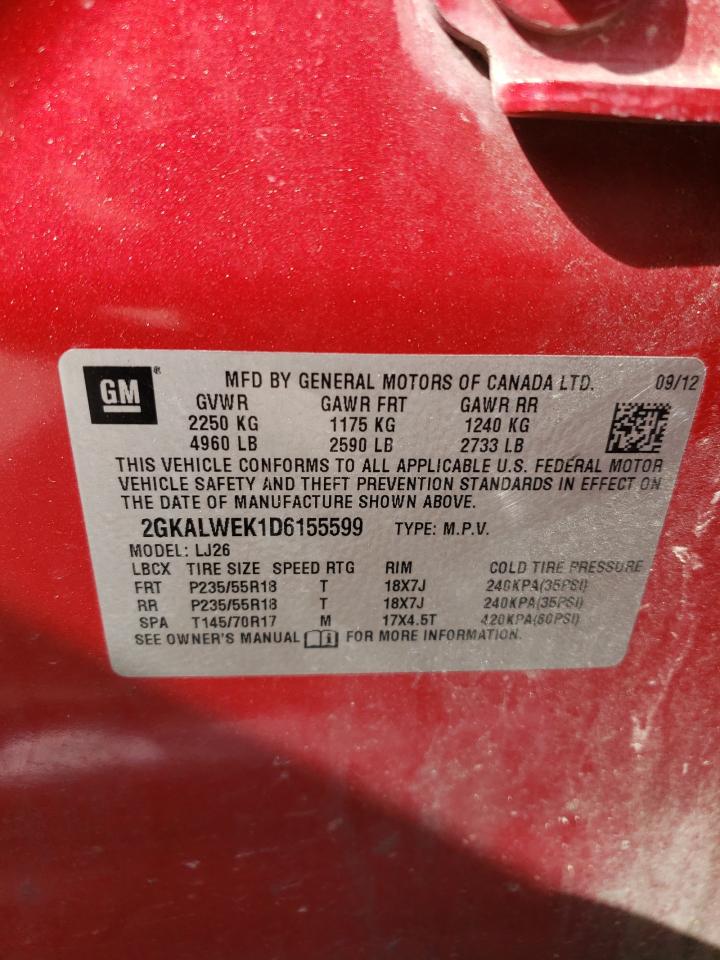 GM®
MFD BY GENERAL MOTORS OF CANADA LTD. 09/12
GVWR GAWR FRT GAWR RR
2250 KG 1175 KG 1240 KG
4960 LB 2590 LB 2733 LB
THIS VEHICLE CONFORMS TO ALL APPLICABLE U.S. FEDERAL MOTOR
VEHICLE SAFETY AND THEFT PREVENTION STANDARDS IN EFFECT ON
THE DATE OF MANUFACTURE SHOWN ABOVE.
2GKALWEK1D6155599 TYPE: M.P.V.
MODEL: LJ26
LBCX TIRE SIZE SPEED RTG RIM COLD TIRE PRESSURE
FRT P235/55R18 T 18X7J 240KPA(35PSI)
RR P235/55R18 T 18X7J 240KPA(35PSI)
SPA T145/70R17 M 17X4.5T 420KPA(60PSI)
SEE OWNER'S MANUAL FOR MORE INFORMATION.